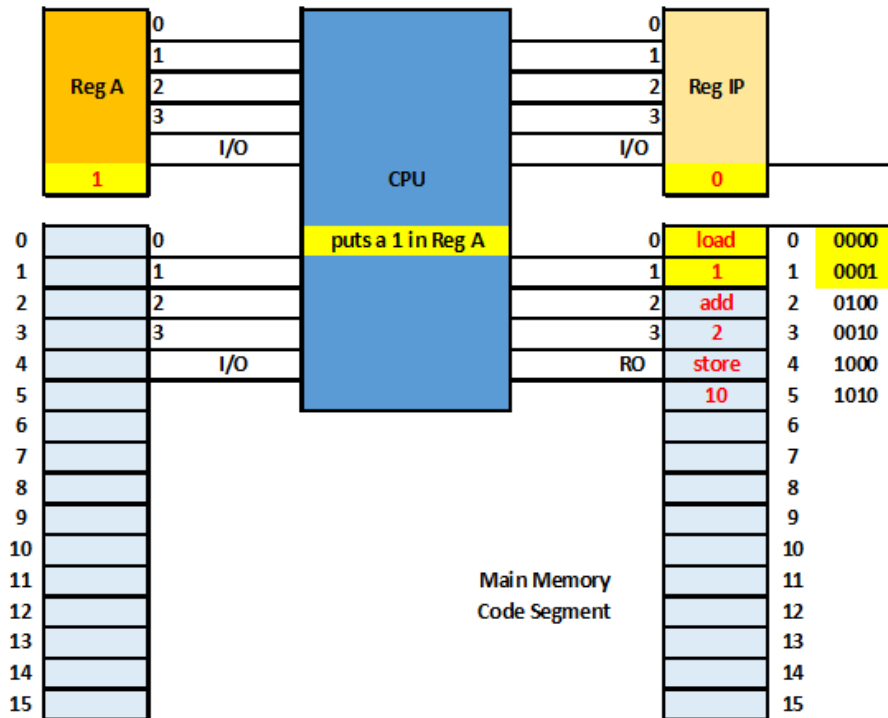 0 0
1 1
Reg A 2 2 Reg IP
3 3
I/O I/O
1 CPU 0
0 0 puts a 1 in Reg A 0 load 0 0000
1 1 1 1 1 0001
2 2 2 add 2 0100
3 3 3 2 3 0010
4 I/O RO store 4 1000
5 10 5 1010
6 6
7 7
8 8
9 9
10 10
11 Main Memory 11
12 Code Segment 12
13 13
14 14
15 15